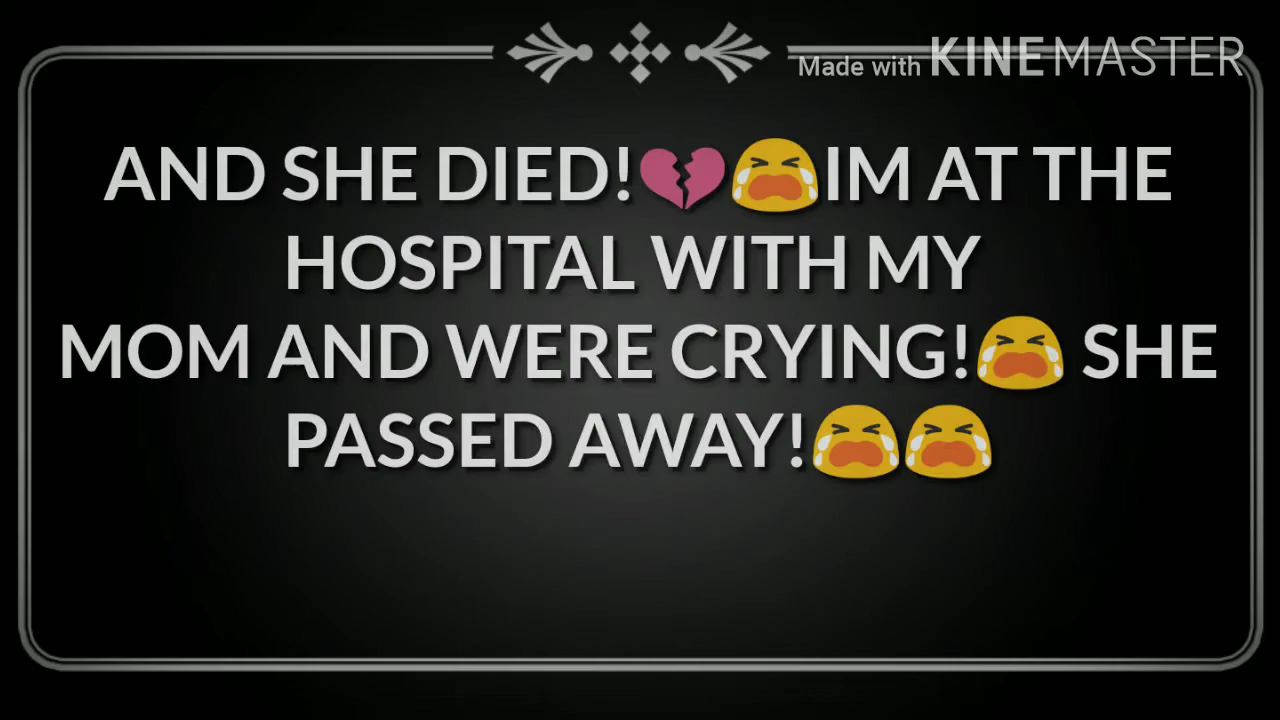 Made with KINEMASTER
AND SHE DIED!💔😭IM AT THE
HOSPITAL WITH MY
MOM AND WERE CRYING!😭 SHE
PASSED AWAY!😭😭